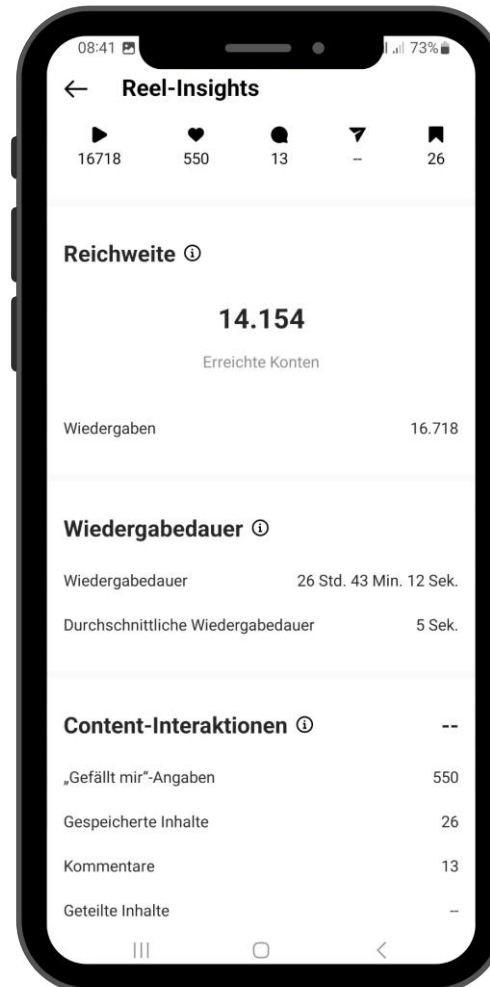 08:41 73%
Reel-Insights
16718 550 13 -- 26
Reichweite
14.154
Erreichte Konten
Wiedergaben 16.718
Wiedergabedauer
Wiedergabedauer 26 Std. 43 Min. 12 Sek.
Durchschnittliche Wiedergabedauer 5 Sek.
Content-Interaktionen --
„Gefällt mir“-Angaben 550
Gespeicherte Inhalte 26
Kommentare 13
Geteilte Inhalte --